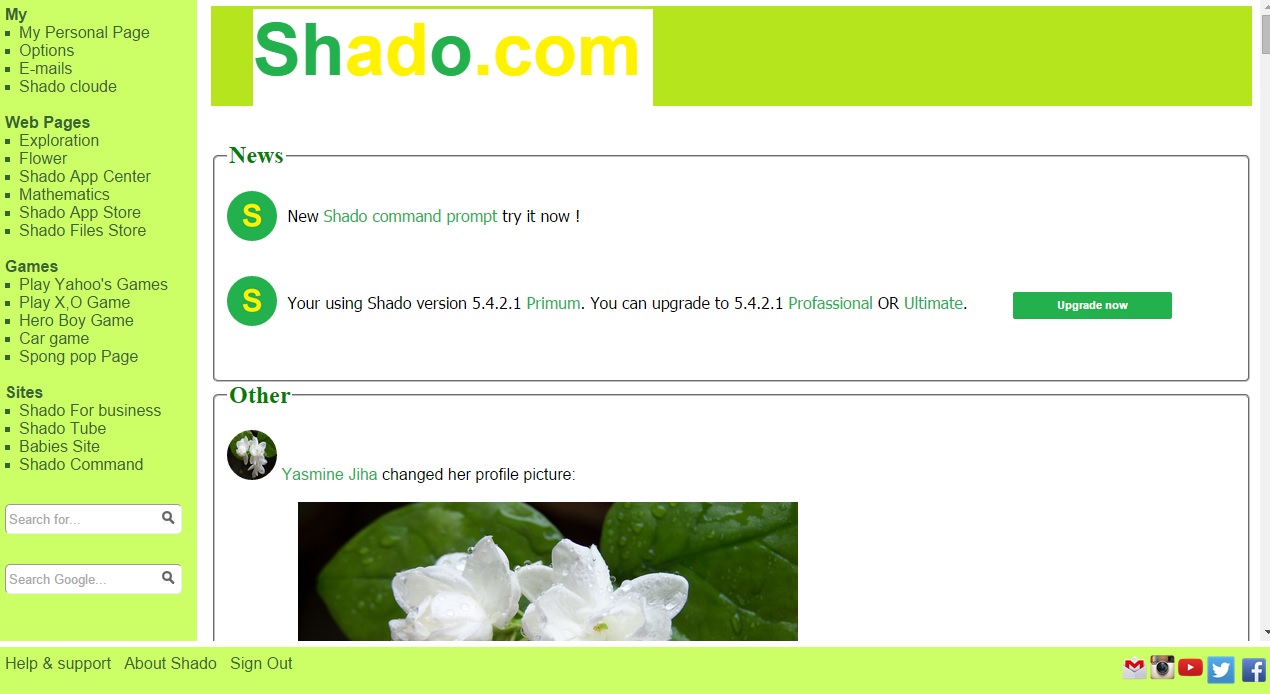 My
My Personal Page
Options
E-mails
Shado cloude
Web Pages
Exploration
Flower
Shado App Center
Mathematics
Shado App Store
Shado Files Store
Games
Play Yahoo's Games
Play X,O Game
Hero Boy Game
Car game
Spong pop Page
Sites
Shado For business
Shado Tube
Babies Site
Shado Command
Search for...
Search Google...
Shado.com
News
S
New Shado command prompt try it now !
S
Your using Shado version 5.4.2.1 Primum. You can upgrade to 5.4.2.1 Profassional OR Ultimate.
Upgrade now
Other
Yasmine Jiha changed her profile picture:
Help & support About Shado Sign Out